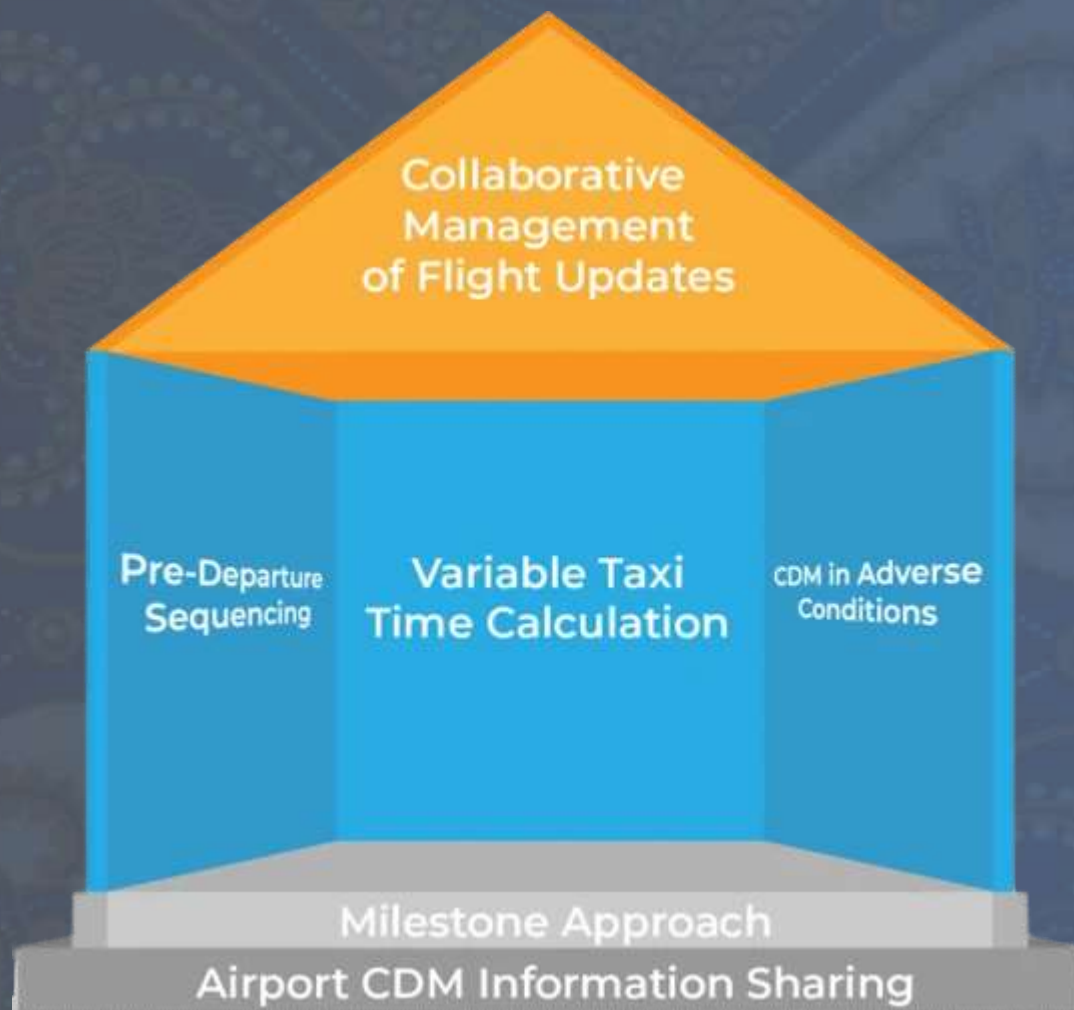 Collaborative
Management
of Flight Updates
Pre-Departure
Sequencing
Variable Taxi
Time Calculation
CDM in Adverse
Conditions
Milestone Approach
Airport CDM Information Sharing